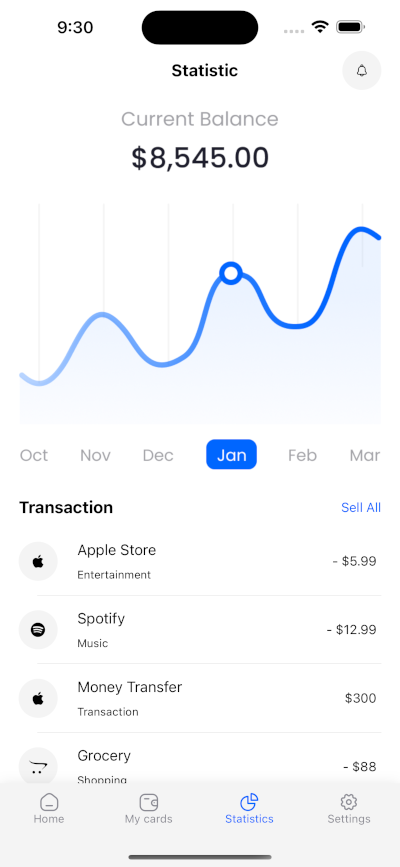 9:30
Statistic
Current Balance
$8,545.00
Oct Nov Dec Jan Feb Mar
Transaction Sell All
Apple Store
- $5.99
Entertainment
Spotify
- $12.99
Music
Money Transfer
$300
Transaction
Grocery
- $88
Shopping
Home My cards Statistics Settings